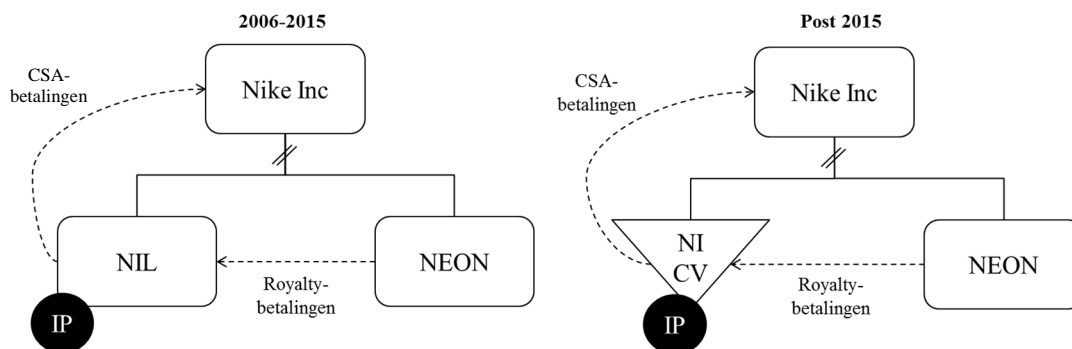 2006-2015
CSA-
betalingen
Nike Inc
NIL
NEON
Royalty-
betalingen
IP
Post 2015
CSA-
betalingen
Nike Inc
NI
CV
NEON
Royalty-
betalingen
IP